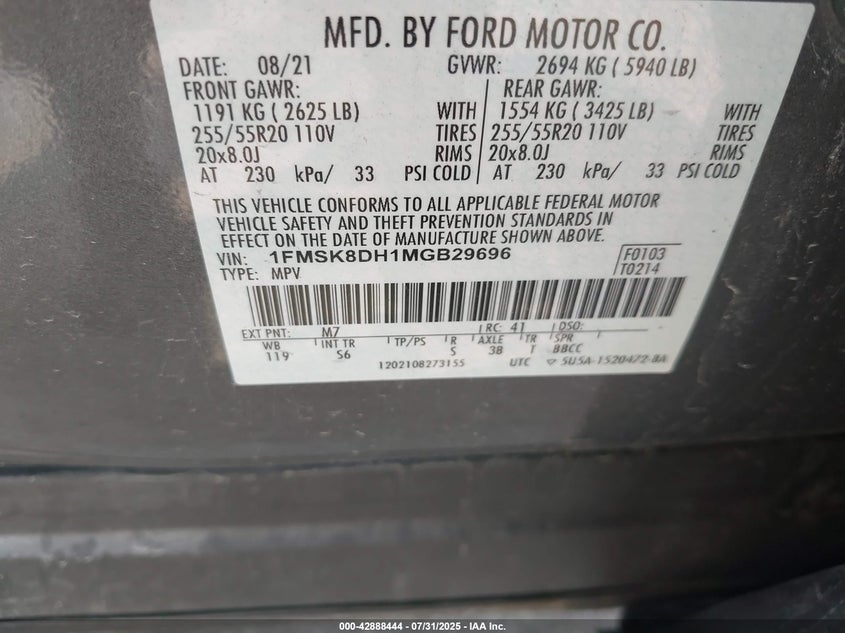 MFD. BY FORD MOTOR CO.
DATE: 08/21 GVWR: 2694 KG ( 5940 LB)
FRONT GAWR: REAR GAWR:
1191 KG ( 2625 LB) WITH 1554 KG ( 3425 LB) WITH
255/55R20 110V TIRES 255/55R20 110V TIRES
20x8.0J RIMS 20x8.0J RIMS
AT 230 kPa/ 33 PSI COLD AT 230 kPa/ 33 PSI COLD
THIS VEHICLE CONFORMS TO ALL APPLICABLE FEDERAL MOTOR
VEHICLE SAFETY AND THEFT PREVENTION STANDARDS IN
EFFECT ON THE DATE OF MANUFACTURE SHOWN ABOVE.
VIN: 1FMSK8DH1MGB29696 F0103
TYPE: MPV T0214
EXT PNT: M7 RC: 41 DSO:
WB INT TR TP/PS R AXLE TR SPR
119 S6 S 3B T BBCC
1202108273155 UTC ▽ 5U5A-1520472-BA
000-42888444 / 07/31/2025 - IAA Inc.